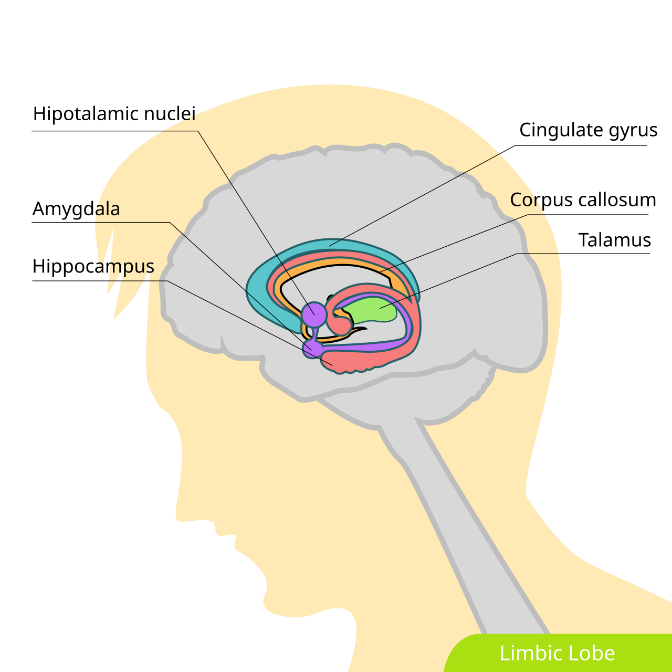 Hipotalamic nuclei
Cingulate gyrus
Amygdala
Corpus callosum
Talamus
Hippocampus
Limbic Lobe